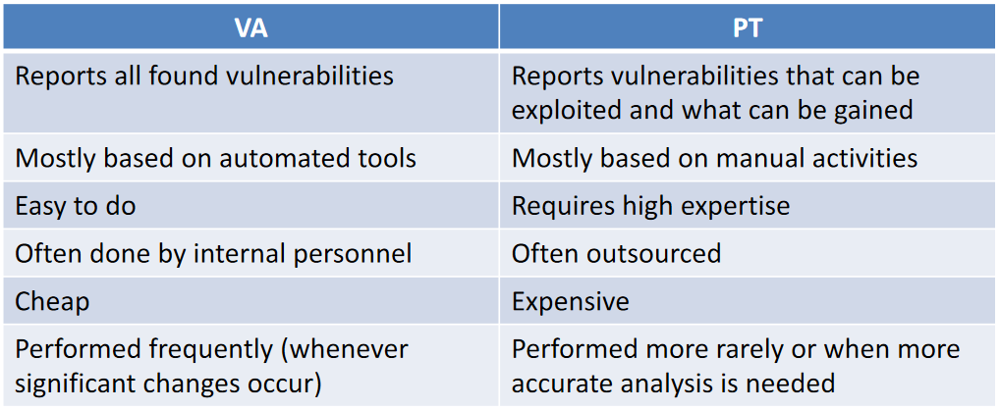 VA
PT
Reports all found vulnerabilities
Reports vulnerabilities that can be
exploited and what can be gained
Mostly based on automated tools
Mostly based on manual activities
Easy to do
Requires high expertise
Often done by internal personnel
Often outsourced
Cheap
Expensive
Performed frequently (whenever
significant changes occur)
Performed more rarely or when more
accurate analysis is needed